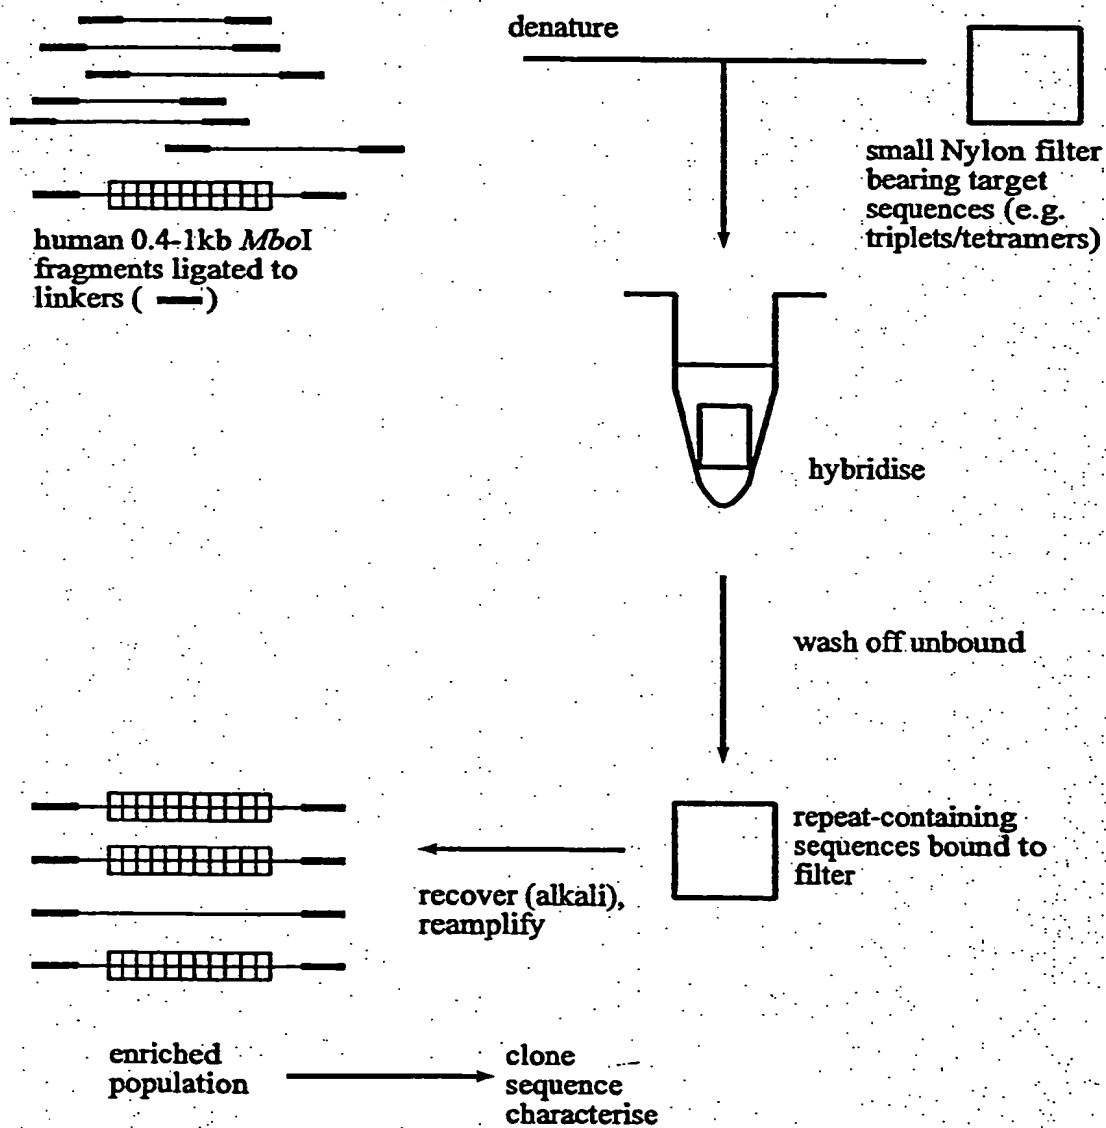 denature
small Nylon filter
bearing target
sequences (e.g.
triplets/tetramers)
human 0.4-1kb MboI
fragments ligated to
linkers ( )
hybridise
wash off unbound
repeat-containing
sequences bound to
filter
recover (alkali),
reamplify
enriched
population
clone
sequence
characterise